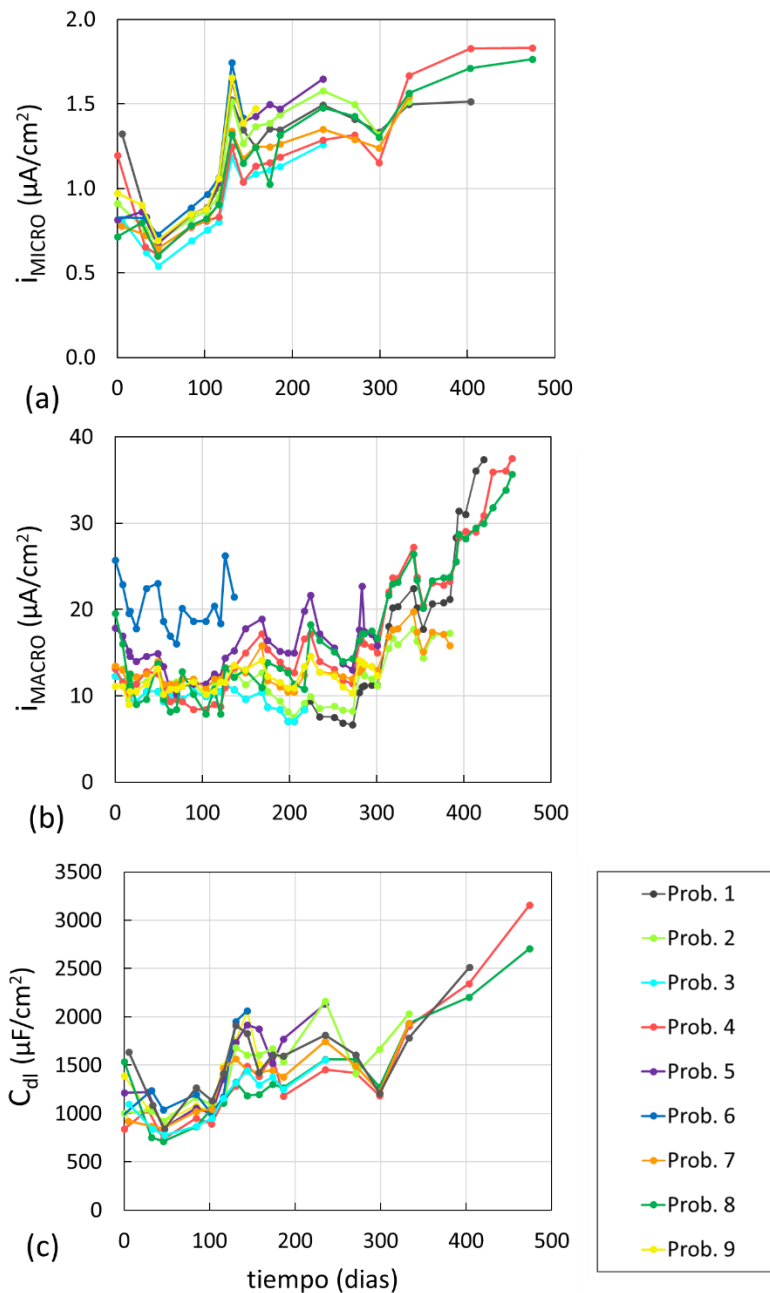 2.0
1.5
1.0
0.5
0.0
iMICRO (µA/cm2)
0 100 200 300 400 500
(a)
40
30
20
10
0
iMACRO (µA/cm2)
0 100 200 300 400 500
(b)
3500
3000
2500
2000
1500
1000
500
0
Cdl (µF/cm2)
0 100 200 300 400 500
(c)
tiempo (dias)
Prob. 1
Prob. 2
Prob. 3
Prob. 4
Prob. 5
Prob. 6
Prob. 7
Prob. 8
Prob. 9